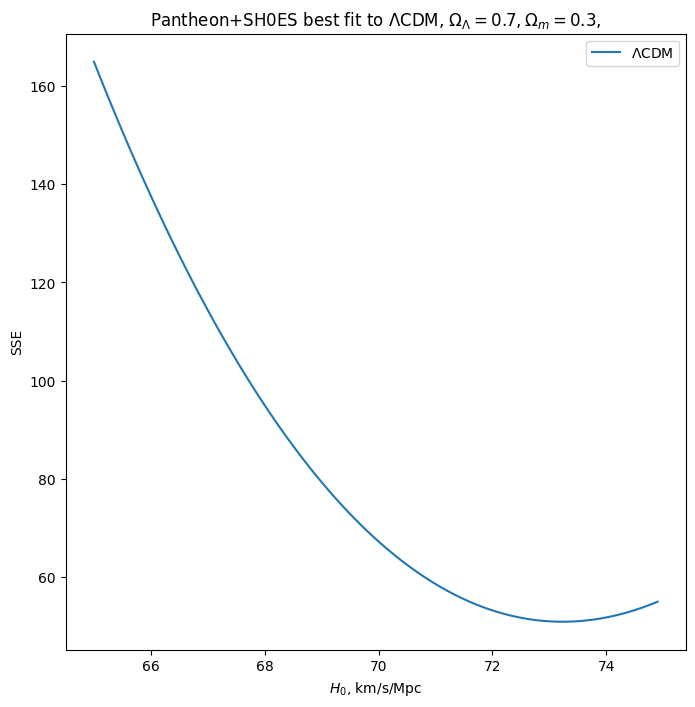 Pantheon+SH0ES best fit to ΛCDM, Ω_Λ = 0.7, Ω_m = 0.3,
ΛCDM
160
140
120
100
80
60
SSE
66 68 70 72 74
H_0, km/s/Mpc